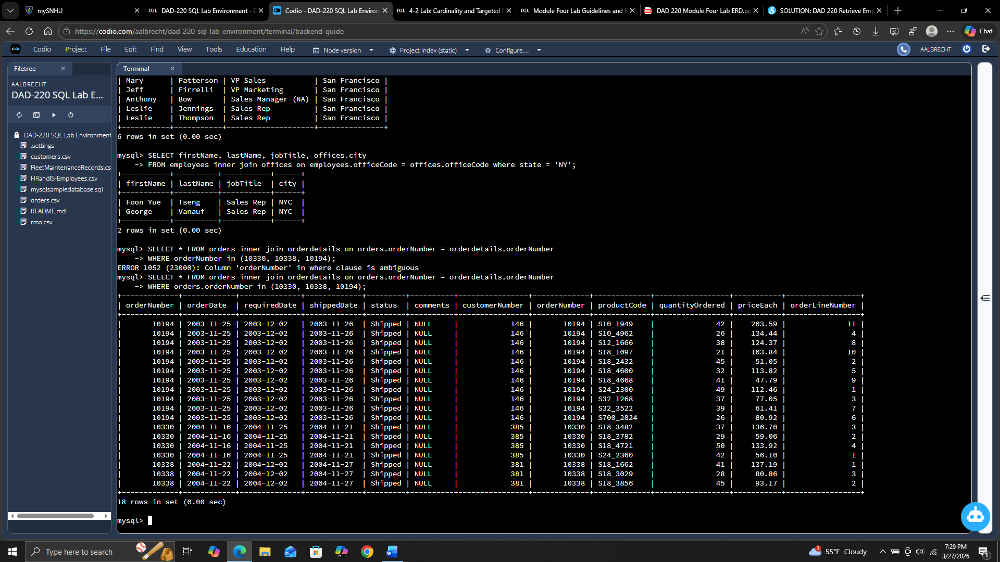 mySNHU
D2L DAD-220 SQL Lab Environment - D
Codio - DAD-220 SQL Lab Environ
D2L 4-2 Lab: Cardinality and Targeted
D2L Module Four Lab Guidelines and R
PDF DAD 220 Module Four Lab ERD.p
SOLUTION: DAD 220 Retrieve Emp
https://codio.com/aalbrecht/dad-220-sql-lab-environment/terminal/backend-guide
Chat
Codio Project File Edit Find View Tools Education Help Node version Project Index (static) Configure.... AALBRECHT
Filetree
Terminal
AALBRECHT
DAD-220 SQL Lab E...
DAD-220 SQL Lab Environment
.settings
customers.csv
FleetMaintenanceRecords.cs
HRandIS-Employees.csv
mysqlsampledatabase.sql
orders.csv
README.md
rma.csv
| Mary | Patterson | VP Sales | San Francisco |
| Jeff | Firrelli | VP Marketing | San Francisco |
| Anthony | Bow | Sales Manager (NA) | San Francisco |
| Leslie | Jennings | Sales Rep | San Francisco |
| Leslie | Thompson | Sales Rep | San Francisco |
+-----------+-----------+--------------------+---------------+
6 rows in set (0.00 sec)
mysql> SELECT firstName, lastName, jobTitle, offices.city
-> FROM employees inner join offices on employees.officeCode = offices.officeCode where state = 'NY';
+-----------+----------+-----------+------+
| firstName | lastName | jobTitle | city |
+-----------+----------+-----------+------+
| Foon Yue | Tseng | Sales Rep | NYC |
| George | Vanauf | Sales Rep | NYC |
+-----------+----------+-----------+------+
2 rows in set (0.00 sec)
mysql> SELECT * FROM orders inner join orderdetails on orders.orderNumber = orderdetails.orderNumber
-> WHERE orderNumber in (10330, 10338, 10194);
ERROR 1052 (23000): Column 'orderNumber' in where clause is ambiguous
mysql> SELECT * FROM orders inner join orderdetails on orders.orderNumber = orderdetails.orderNumber
-> WHERE orders.orderNumber in (10330, 10338, 10194);
+-------------+------------+--------------+-------------+---------+----------+----------------+-------------+-------------+-----------------+-----------+-----------------+
| orderNumber | orderDate | requiredDate | shippedDate | status | comments | customerNumber | orderNumber | productCode | quantityOrdered | priceEach | orderLineNumber |
+-------------+------------+--------------+-------------+---------+----------+----------------+-------------+-------------+-----------------+-----------+-----------------+
| 10194 | 2003-11-25 | 2003-12-02 | 2003-11-26 | Shipped | NULL | 146 | 10194 | S10_1949 | 42 | 203.59 | 11 |
| 10194 | 2003-11-25 | 2003-12-02 | 2003-11-26 | Shipped | NULL | 146 | 10194 | S10_4962 | 26 | 134.44 | 4 |
| 10194 | 2003-11-25 | 2003-12-02 | 2003-11-26 | Shipped | NULL | 146 | 10194 | S12_1666 | 38 | 124.37 | 8 |
| 10194 | 2003-11-25 | 2003-12-02 | 2003-11-26 | Shipped | NULL | 146 | 10194 | S18_1097 | 21 | 103.84 | 10 |
| 10194 | 2003-11-25 | 2003-12-02 | 2003-11-26 | Shipped | NULL | 146 | 10194 | S18_2432 | 45 | 51.05 | 2 |
| 10194 | 2003-11-25 | 2003-12-02 | 2003-11-26 | Shipped | NULL | 146 | 10194 | S18_4600 | 32 | 113.82 | 5 |
| 10194 | 2003-11-25 | 2003-12-02 | 2003-11-26 | Shipped | NULL | 146 | 10194 | S18_4668 | 41 | 47.79 | 9 |
| 10194 | 2003-11-25 | 2003-12-02 | 2003-11-26 | Shipped | NULL | 146 | 10194 | S24_2300 | 49 | 112.46 | 1 |
| 10194 | 2003-11-25 | 2003-12-02 | 2003-11-26 | Shipped | NULL | 146 | 10194 | S32_1268 | 37 | 77.05 | 3 |
| 10194 | 2003-11-25 | 2003-12-02 | 2003-11-26 | Shipped | NULL | 146 | 10194 | S32_3522 | 39 | 61.41 | 7 |
| 10194 | 2003-11-25 | 2003-12-02 | 2003-11-26 | Shipped | NULL | 146 | 10194 | S700_2824 | 26 | 80.92 | 6 |
| 10330 | 2004-11-16 | 2004-11-25 | 2004-11-21 | Shipped | NULL | 385 | 10330 | S18_3482 | 37 | 136.70 | 3 |
| 10330 | 2004-11-16 | 2004-11-25 | 2004-11-21 | Shipped | NULL | 385 | 10330 | S18_3782 | 29 | 59.06 | 2 |
| 10330 | 2004-11-16 | 2004-11-25 | 2004-11-21 | Shipped | NULL | 385 | 10330 | S18_4721 | 50 | 133.92 | 4 |
| 10330 | 2004-11-16 | 2004-11-25 | 2004-11-21 | Shipped | NULL | 385 | 10330 | S24_2360 | 42 | 56.10 | 1 |
| 10338 | 2004-11-22 | 2004-12-02 | 2004-11-27 | Shipped | NULL | 381 | 10338 | S18_1662 | 41 | 137.19 | 1 |
| 10338 | 2004-11-22 | 2004-12-02 | 2004-11-27 | Shipped | NULL | 381 | 10338 | S18_3029 | 28 | 80.86 | 3 |
| 10338 | 2004-11-22 | 2004-12-02 | 2004-11-27 | Shipped | NULL | 381 | 10338 | S18_3856 | 45 | 93.17 | 2 |
+-------------+------------+--------------+-------------+---------+----------+----------------+-------------+-------------+-----------------+-----------+-----------------+
18 rows in set (0.00 sec)
mysql>
Type here to search
M365
3
55°F Cloudy
7:29 PM
3/27/2026
1